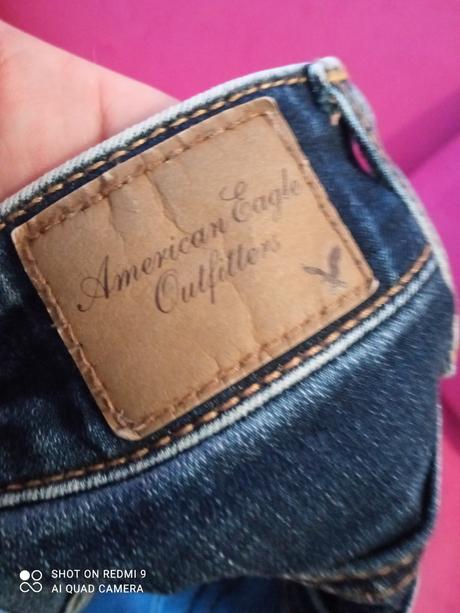 American Eagle
Outfitters
SHOT ON REDMI 9
AI QUAD CAMERA